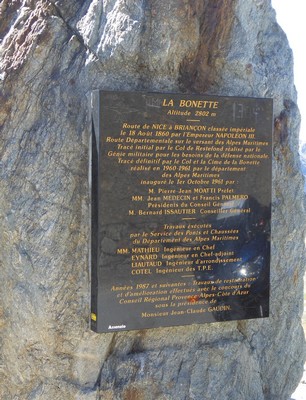 LA BONETTE
Altitude 2802 m
Route de NICE à BRIANÇON classée impériale
le 18 Août 1860 par l'Empereur NAPOLEON III.
Route Départementale sur le versant des Alpes Maritimes
Tracé initial par le Col de Restefond réalisé par le
Génie militaire pour les besoins de la défense nationale
Tracé définitif par le Col et la Cime de la Bonette
réalisé en 1960-1961 par le département
des Alpes Maritimes
inauguré le 1er Octobre 1961 par :
M. Pierre-Jean MOATTI Préfet
MM. Jean MEDECIN et Francis PALMERO
Présidents du Conseil Général
M. Bernard ISSAUTIER Conseiller Général
Travaux exécutés
par le Service des Ponts et Chaussées
du Département des Alpes Maritimes
MM. MATHIEU Ingénieur en Chef
EYNARD Ingénieur en Chef-adjoint
LIAUTAUD Ingénieur d'arrondissement
COTEL Ingénieur des T.P.E.
Années 1987 et suivantes - Travaux de restauration
et d'amélioration effectués avec le concours du
Conseil Régional Provence-Alpes-Côte d'Azur
sous la présidence de
Monsieur Jean-Claude GAUDIN.